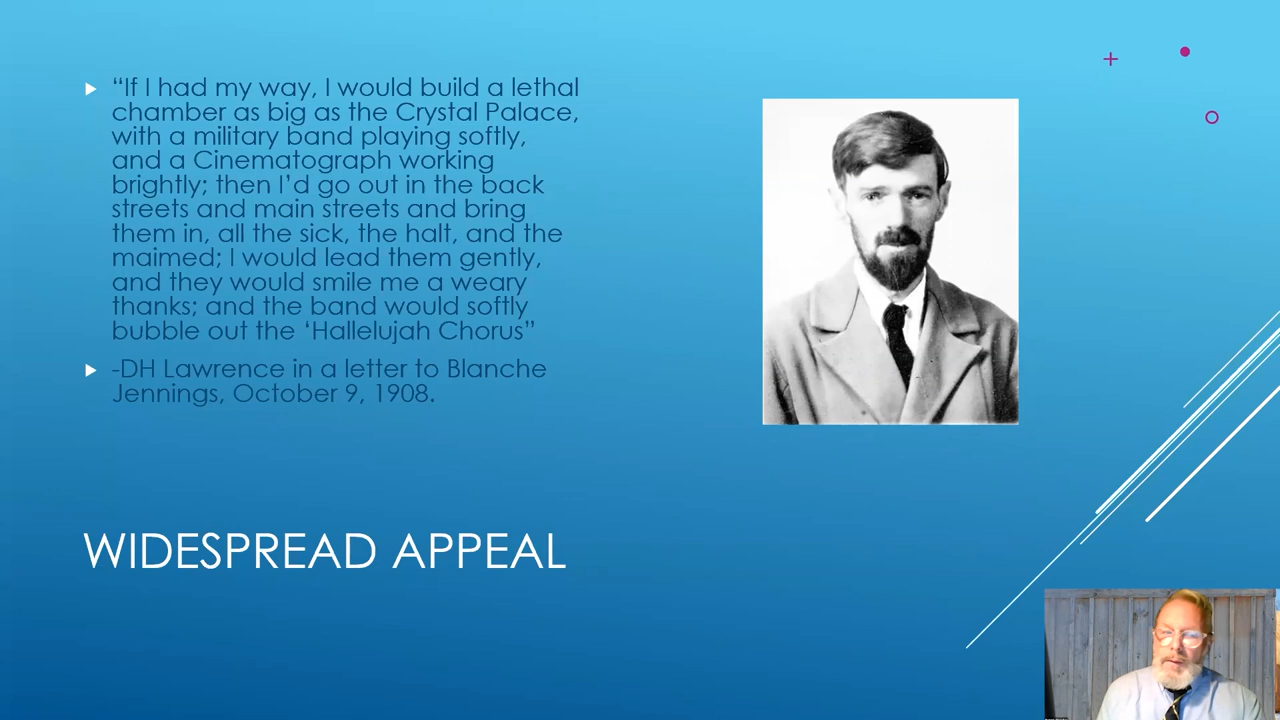 “If I had my way, I would build a lethal
chamber as big as the Crystal Palace,
with a military band playing softly,
and a Cinematograph working
brightly; then I’d go out in the back
streets and main streets and bring
them in, all the sick, the halt, and the
maimed; I would lead them gently,
and they would smile me a weary
thanks; and the band would softly
bubble out the ‘Hallelujah Chorus”
-DH Lawrence in a letter to Blanche
Jennings, October 9, 1908.
WIDESPREAD APPEAL